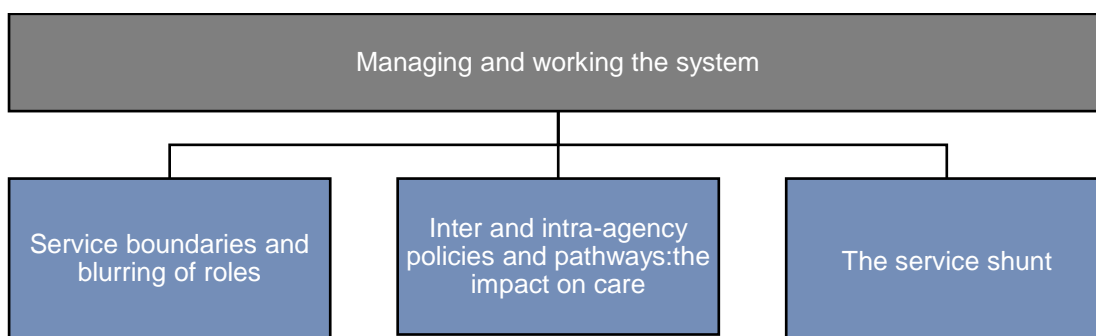 Managing and working the system
Service boundaries and
blurring of roles
Inter and intra-agency
policies and pathways:the
impact on care
The service shunt